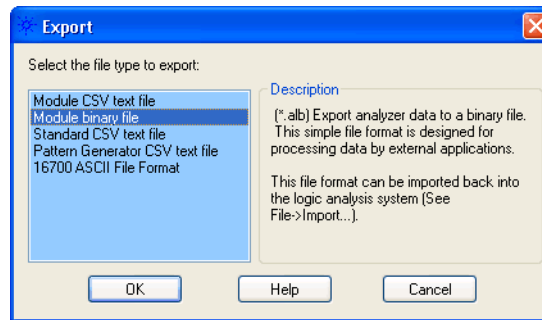 Export
Select the file type to export:
Module CSV text file
Module binary file
Standard CSV text file
Pattern Generator CSV text file
16700 ASCII File Format
Description
(*.alb) Export analyzer data to a binary file.
This simple file format is designed for
processing data by external applications.
This file format can be imported back into
the logic analysis system (See
File->Import...).
OK
Help
Cancel